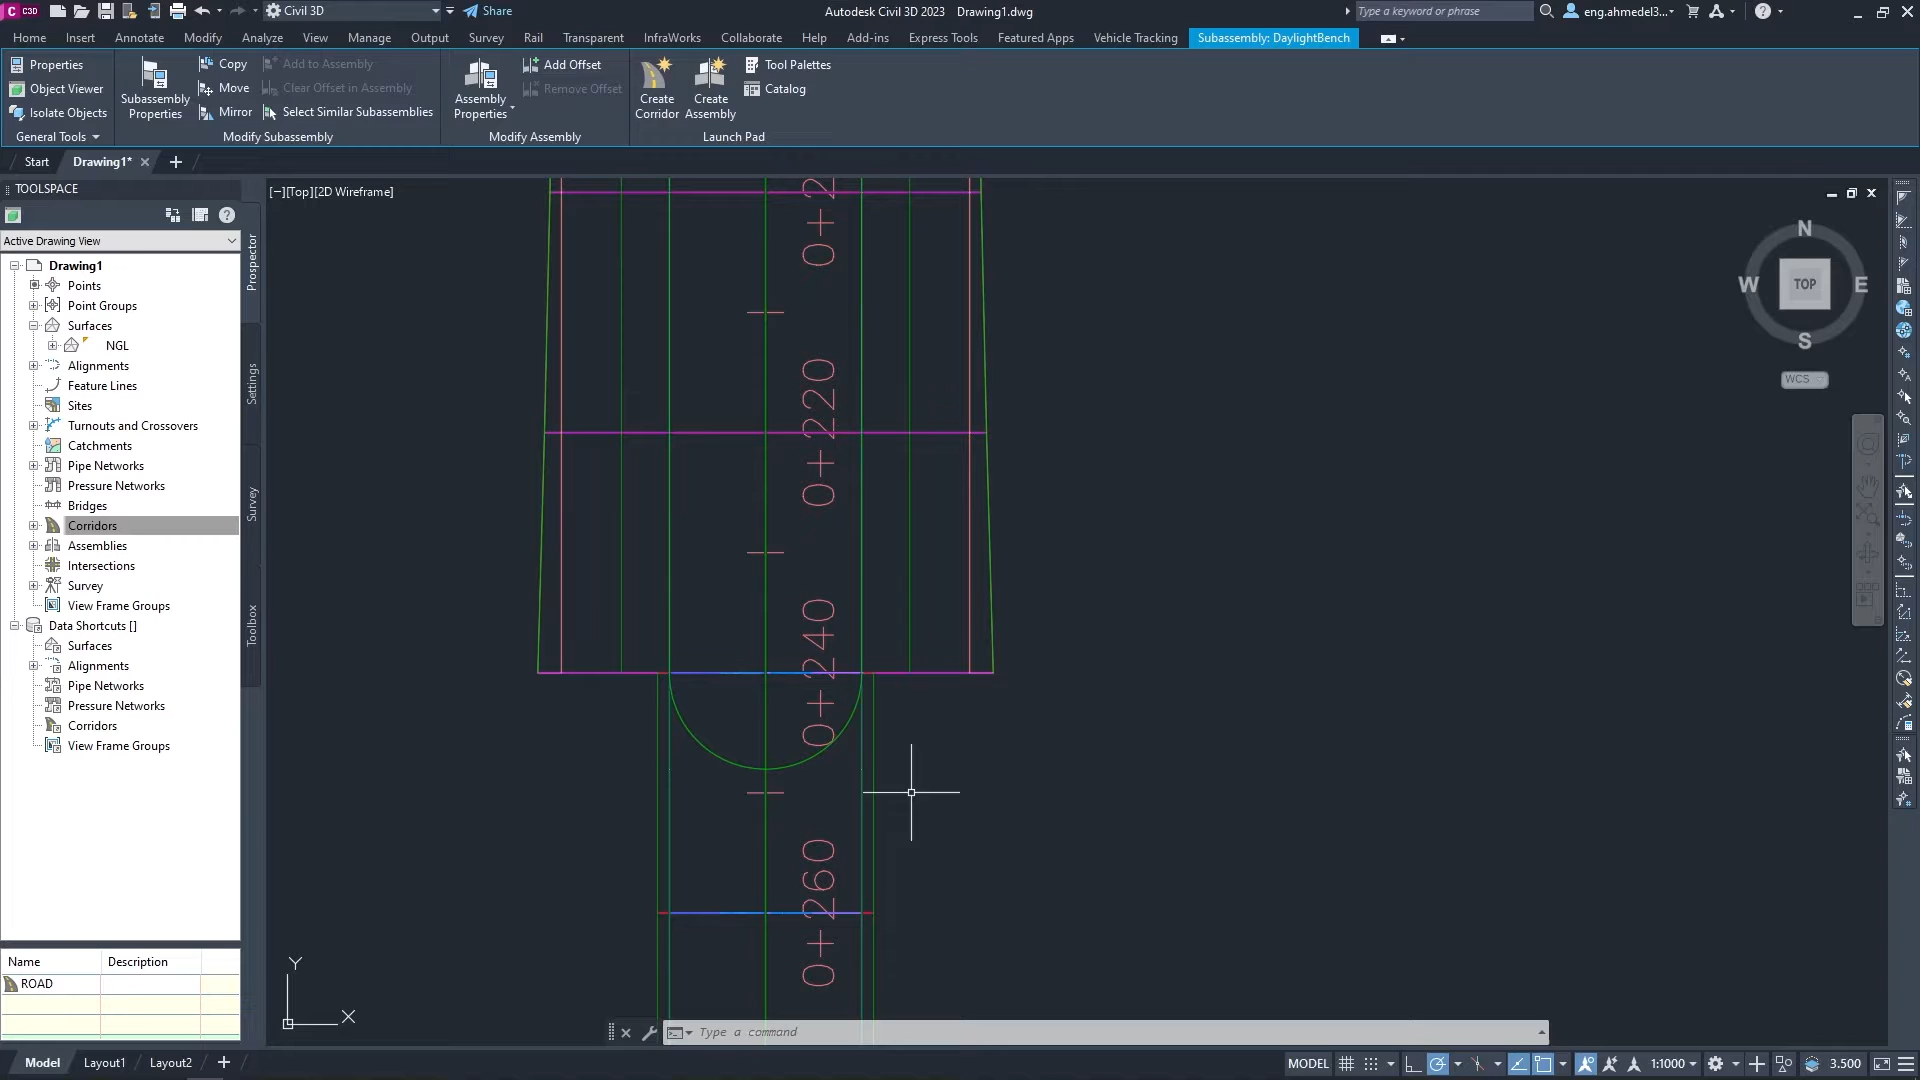 C3D
Civil 3D
Share
Autodesk Civil 3D 2023 Drawing1.dwg
Type a keyword or phrase
eng.ahmedel3...
Home Insert Annotate Modify Analyze View Manage Output Survey Rail Transparent InfraWorks Collaborate Help Add-ins Express Tools Featured Apps Vehicle Tracking Subassembly: DaylightBench
Properties
Object Viewer
Isolate Objects
General Tools
Subassembly
Properties
Copy
Move
Mirror
Add to Assembly
Clear Offset in Assembly
Select Similar Subassemblies
Modify Subassembly
Assembly
Properties
Add Offset
Remove Offset
Modify Assembly
Create
Corridor
Create
Assembly
Tool Palettes
Catalog
Launch Pad
Start Drawing1*
TOOLSPACE
Active Drawing View
Drawing1
Points
Point Groups
Surfaces
NGL
Alignments
Feature Lines
Sites
Turnouts and Crossovers
Catchments
Pipe Networks
Pressure Networks
Bridges
Corridors
Assemblies
Intersections
Survey
View Frame Groups
Data Shortcuts []
Surfaces
Alignments
Pipe Networks
Pressure Networks
Corridors
View Frame Groups
Prospector
Settings
Survey
Toolbox
Name Description
ROAD
[−][Top][2D Wireframe]
0+2
0+220
0+240
0+260
N
W TOP E
S
WCS
Y
X
Type a command
Model Layout1 Layout2
MODEL 1:1000 3.500